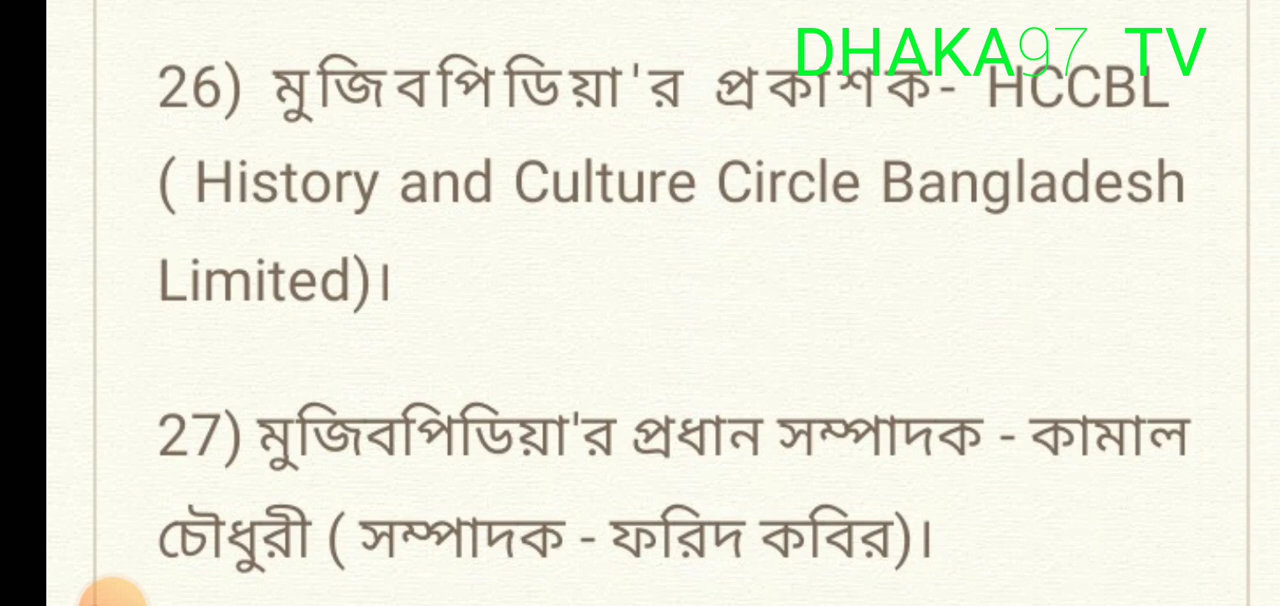 DHAKA97 TV
26) মুজিবপিডিয়া'র প্রকাশক- HCCBL
( History and Culture Circle Bangladesh
Limited)।
27) মুজিবপিডিয়া'র প্রধান সম্পাদক - কামাল
চৌধুরী ( সম্পাদক - ফরিদ কবির)।